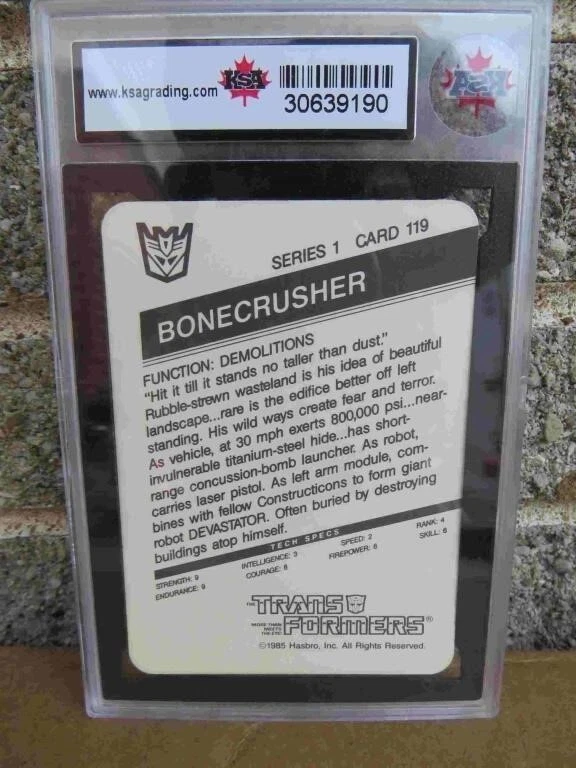 www.ksagrading.com
KSA
30639190
KSA
SERIES 1 CARD 119
BONECRUSHER
FUNCTION: DEMOLITIONS
"Hit it till it stands no taller than dust."
Rubble-strewn wasteland is his idea of beautiful
landscape...rare is the edifice better off left
standing. His wild ways create fear and terror.
As vehicle, at 30 mph exerts 800,000 psi...near-
invulnerable titanium-steel hide...has short-
range concussion-bomb launcher. As robot,
carries laser pistol. As left arm module, com-
bines with fellow Constructicons to form giant
robot DEVASTATOR. Often buried by destroying
buildings atop himself.
TECH SPECS
STRENGTH: 9 INTELLIGENCE: 3 SPEED: 2 RANK: 4
ENDURANCE: 9 COURAGE: 8 FIREPOWER: 6 SKILL: 6
THE TRANSFORMERS®
MORE THAN
MEETS
THE EYE!
©1985 Hasbro, Inc. All Rights Reserved.